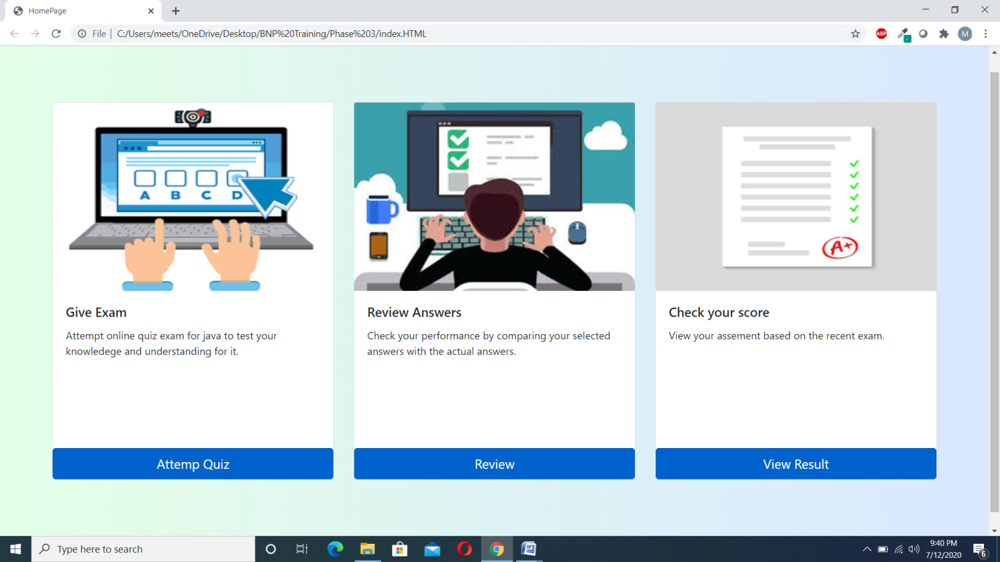 HomePage
File | C:/Users/meets/OneDrive/Desktop/BNP%20Training/Phase%203/index.HTML
ABP
M
A B C D
A+
Give Exam
Attempt online quiz exam for java to test your
knowledege and understanding for it.
Attemp Quiz
Review Answers
Check your performance by comparing your selected
answers with the actual answers.
Review
Check your score
View your assement based on the recent exam.
View Result
Type here to search
W
9:40 PM
7/12/2020
6